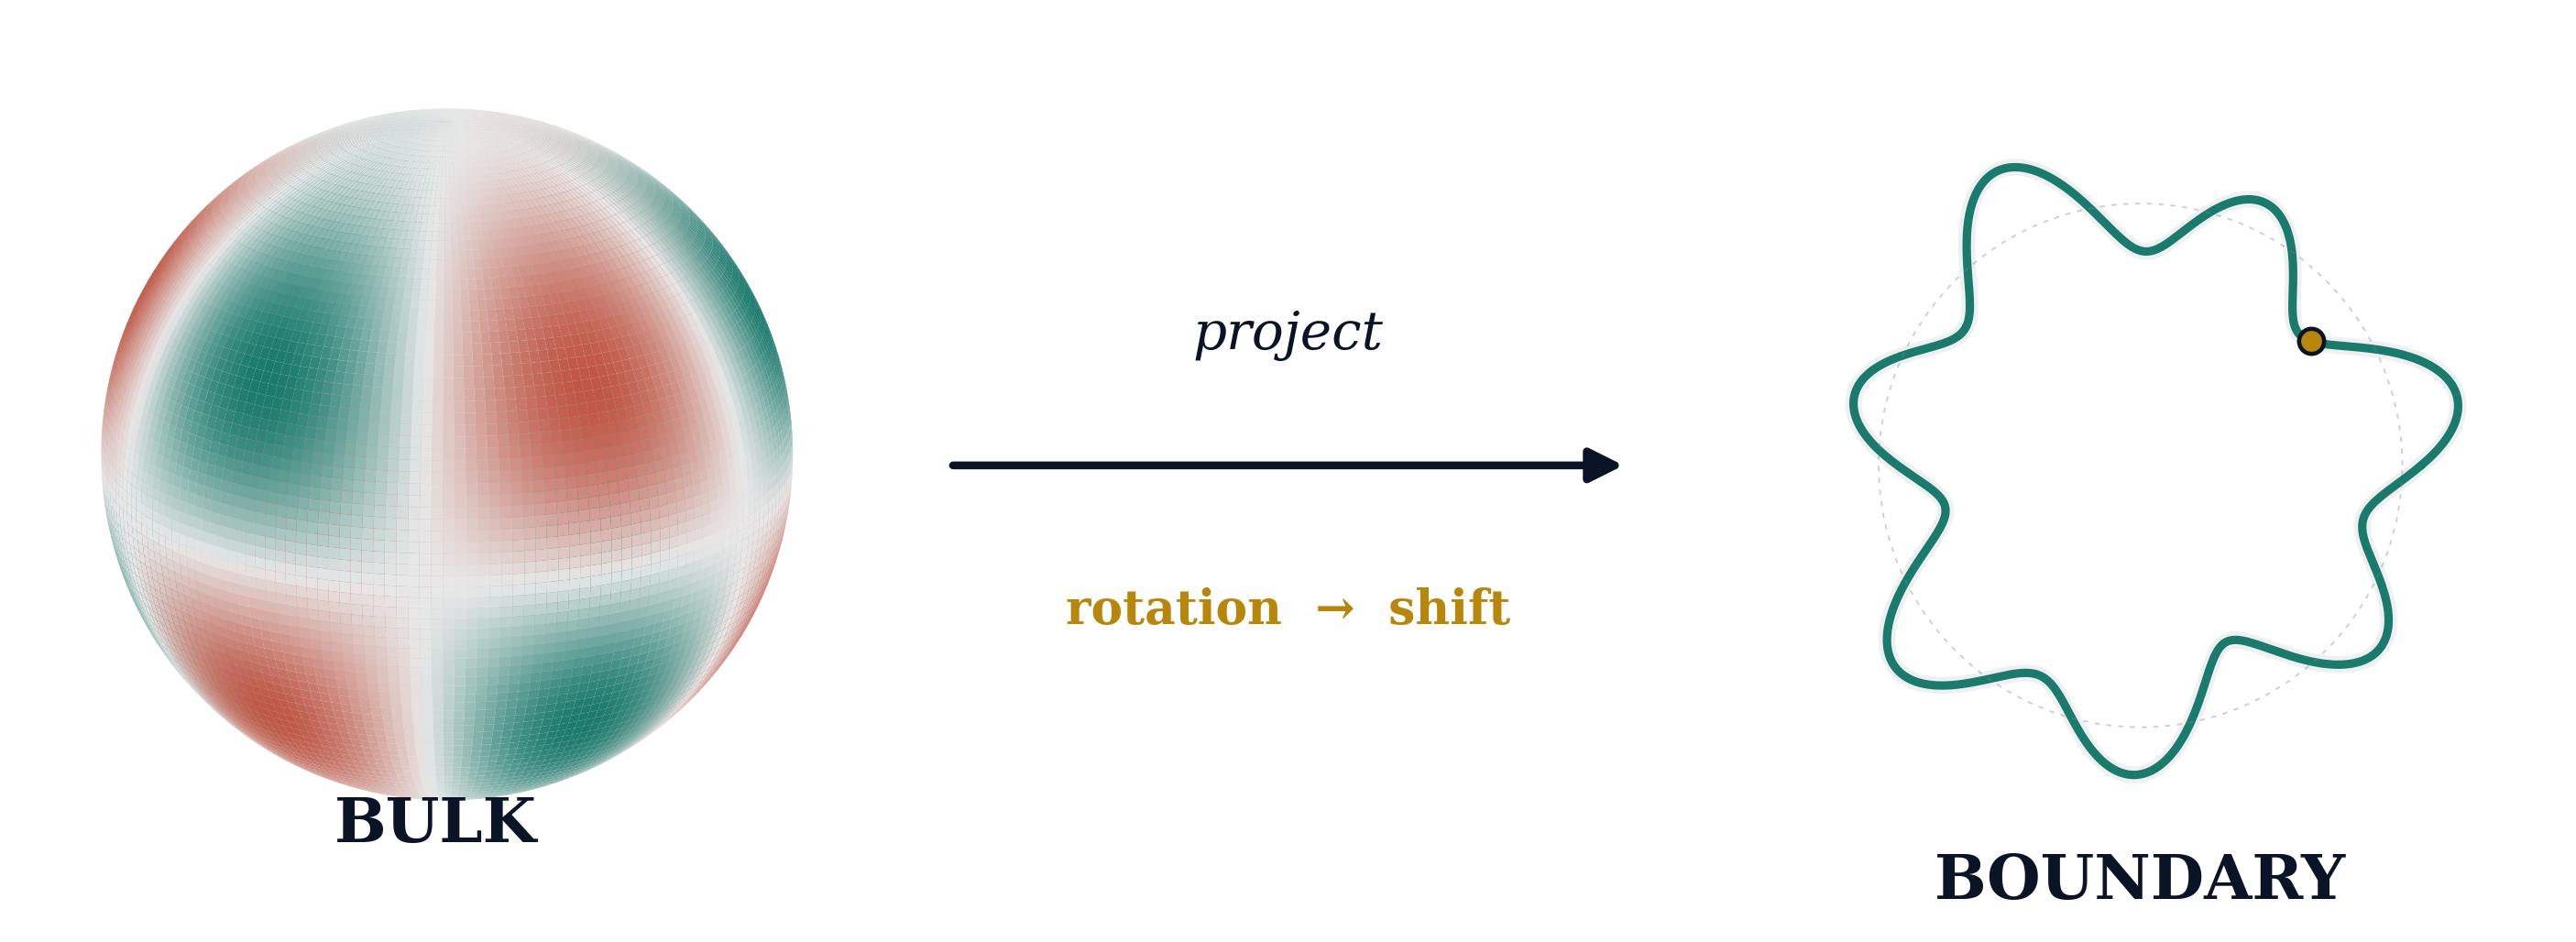 project
rotation → shift
BULK
BOUNDARY